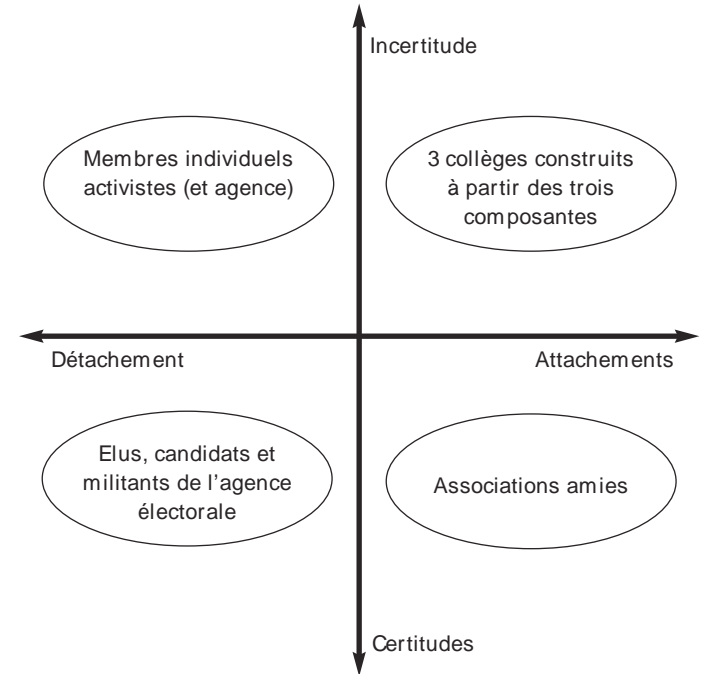 Incertitude
Membres individuels
activistes (et agence)
3 collèges construits
à partir des trois
composantes
Détachement
Attachements
Elus, candidats et
militants de l’agence
électorale
Associations amies
Certitudes